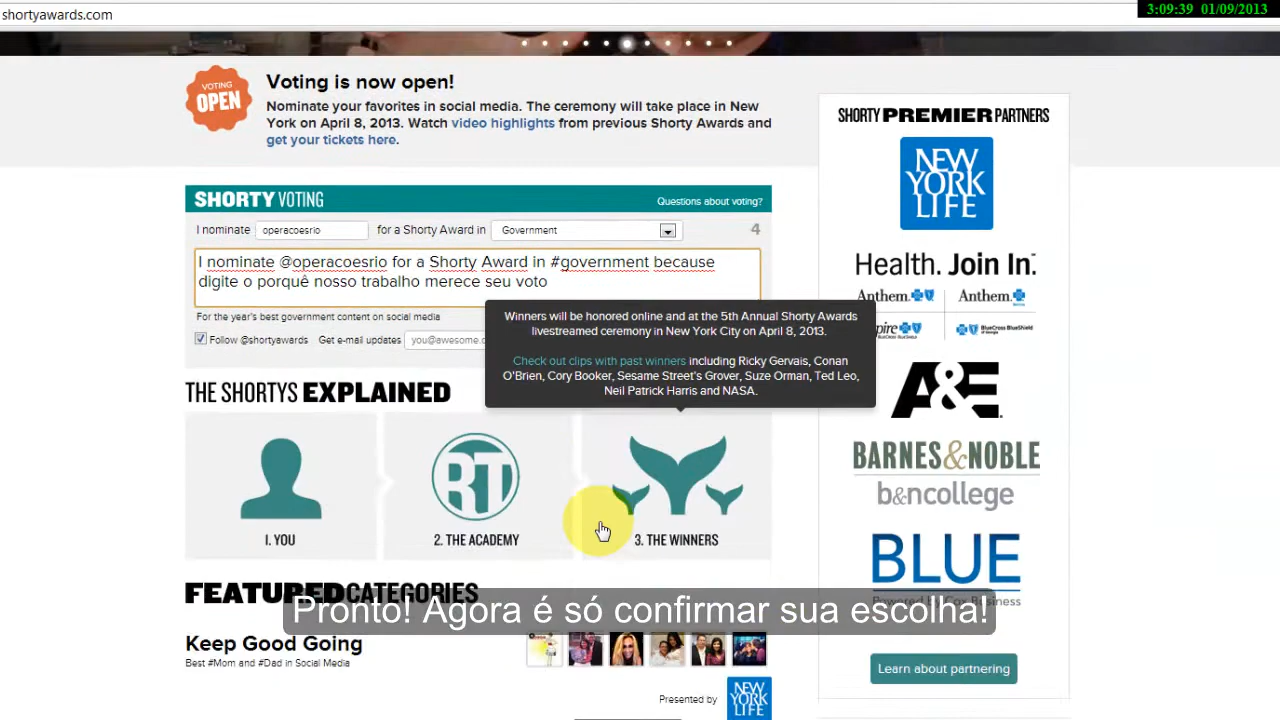 shortyawards.com
3:09:39 01/09/2013
VOTING
OPEN
Voting is now open!
Nominate your favorites in social media. The ceremony will take place in New
York on April 8, 2013. Watch video highlights from previous Shorty Awards and
get your tickets here.
SHORTY VOTING
Questions about voting?
I nominate
operacoesrio
for a Shorty Award in
Government
4
I nominate @operacoesrio for a Shorty Award in #government because
digite o porquê nosso trabalho merece seu voto
For the year's best government content on social media
Follow @shortyawards
Get e-mail updates
you@awesome.
Winners will be honored online and at the 5th Annual Shorty Awards
livestreamed ceremony in New York City on April 8, 2013.
Check out clips with past winners including Ricky Gervais, Conan
O'Brien, Cory Booker, Sesame Street's Grover, Suze Orman, Ted Leo,
Neil Patrick Harris and NASA.
THE SHORTYS EXPLAINED
RT
1. YOU
2. THE ACADEMY
3. THE WINNERS
FEATURED CATEGORIES
Pronto! Agora é só confirmar sua escolha!
Keep Good Going
Best #Mom and #Dad in Social Media
Presented by
NEW
YORK
LIFE
SHORTY PREMIER PARTNERS
NEW
YORK
LIFE
Health. Join In.
Anthem.
Anthem.
pire
BlueCross BlueShield
A&E
BARNES&NOBLE
b&ncollege
BLUE
Powered by Cox Business
Learn about partnering